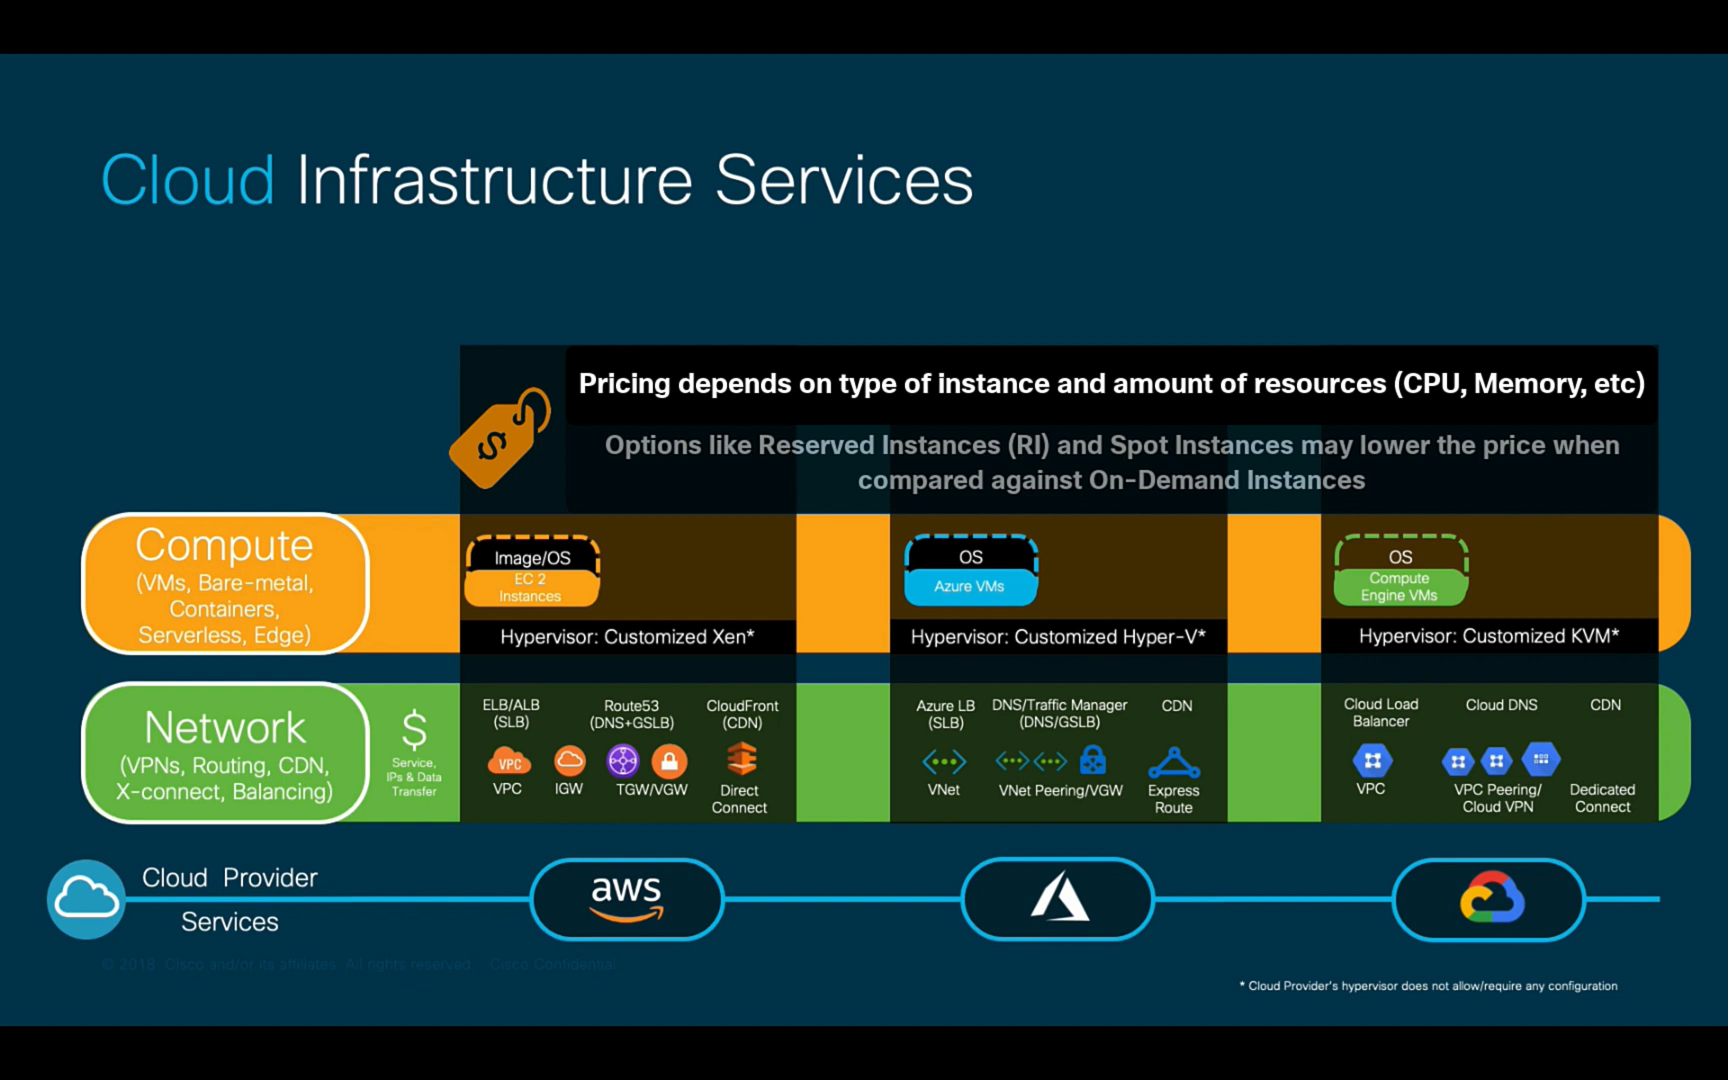 Cloud Infrastructure Services
Pricing depends on type of instance and amount of resources (CPU, Memory, etc)
$
Options like Reserved Instances (RI) and Spot Instances may lower the price when
compared against On-Demand Instances
Compute
(VMs, Bare-metal,
Containers,
Serverless, Edge)
Image/OS
EC 2
Instances
Hypervisor: Customized Xen*
OS
Azure VMs
Hypervisor: Customized Hyper-V*
OS
Compute
Engine VMs
Hypervisor: Customized KVM*
Network
(VPNs, Routing, CDN,
X-connect, Balancing)
$
Service,
IPs & Data
Transfer
ELB/ALB
(SLB)
Route53
(DNS+GSLB)
CloudFront
(CDN)
VPC
VPC
IGW
TGW/VGW
Direct
Connect
Azure LB
(SLB)
DNS/Traffic Manager
(DNS/GSLB)
CDN
VNet
VNet Peering/VGW
Express
Route
Cloud Load
Balancer
Cloud DNS
CDN
VPC
VPC Peering/
Cloud VPN
Dedicated
Connect
Cloud Provider
Services
aws
© 2018 Cisco and/or its affiliates. All rights reserved. Cisco Confidential
* Cloud Provider's hypervisor does not allow/require any configuration